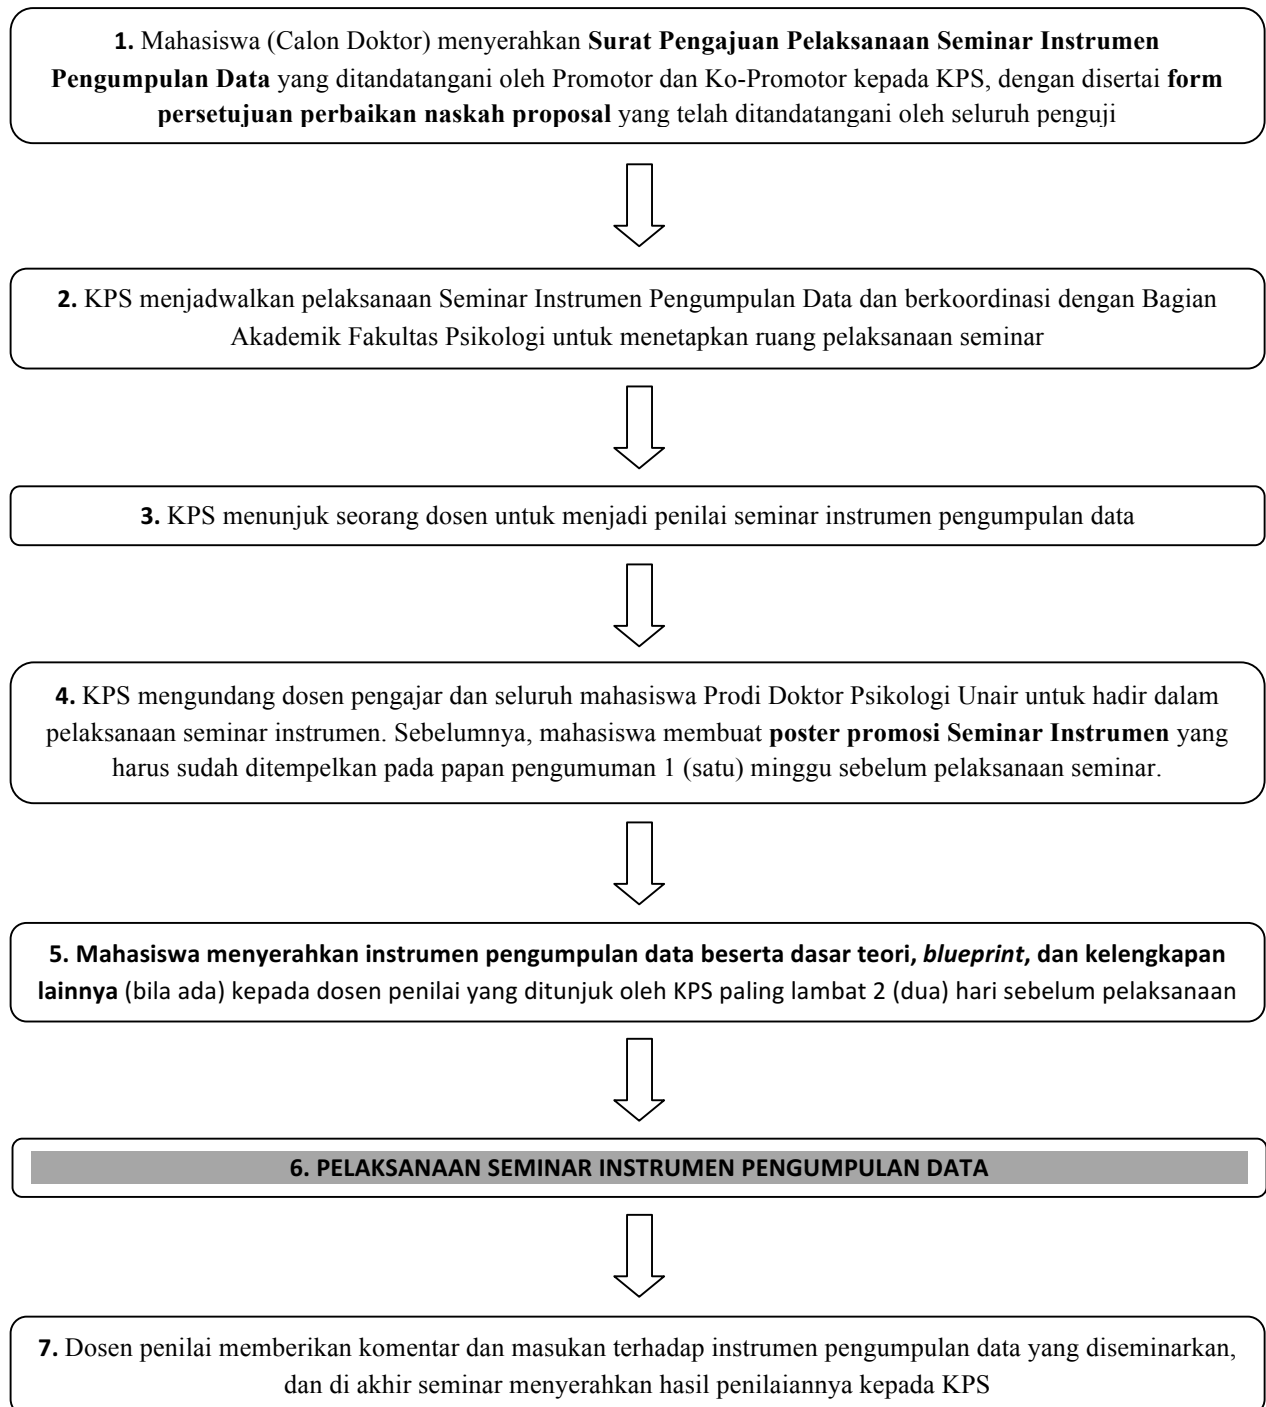 1. Mahasiswa (Calon Doktor) menyerahkan Surat Pengajuan Pelaksanaan Seminar Instrumen
Pengumpulan Data yang ditandatangani oleh Promotor dan Ko-Promotor kepada KPS, dengan disertai form
persetujuan perbaikan naskah proposal yang telah ditandatangani oleh seluruh penguji
2. KPS menjadwalkan pelaksanaan Seminar Instrumen Pengumpulan Data dan berkoordinasi dengan Bagian
Akademik Fakultas Psikologi untuk menetapkan ruang pelaksanaan seminar
3. KPS menunjuk seorang dosen untuk menjadi penilai seminar instrumen pengumpulan data
4. KPS mengundang dosen pengajar dan seluruh mahasiswa Prodi Doktor Psikologi Unair untuk hadir dalam
pelaksanaan seminar instrumen. Sebelumnya, mahasiswa membuat poster promosi Seminar Instrumen yang
harus sudah ditempelkan pada papan pengumuman 1 (satu) minggu sebelum pelaksanaan seminar.
5. Mahasiswa menyerahkan instrumen pengumpulan data beserta dasar teori, blueprint, dan kelengkapan
lainnya (bila ada) kepada dosen penilai yang ditunjuk oleh KPS paling lambat 2 (dua) hari sebelum pelaksanaan
6. PELAKSANAAN SEMINAR INSTRUMEN PENGUMPULAN DATA
7. Dosen penilai memberikan komentar dan masukan terhadap instrumen pengumpulan data yang diseminarkan,
dan di akhir seminar menyerahkan hasil penilaiannya kepada KPS